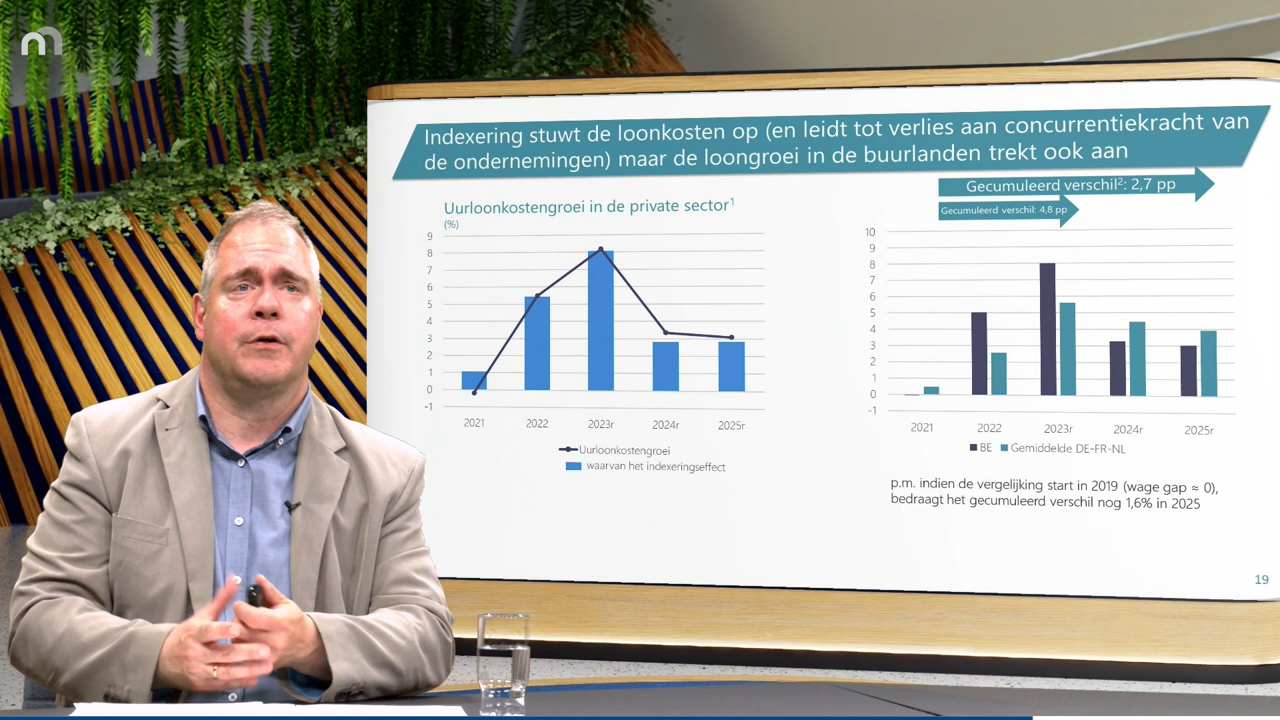 Indexering stuwt de loonkosten op (en leidt tot verlies aan concurrentiekracht van
de ondernemingen) maar de loongroei in de buurlanden trekt ook aan
Gecumuleerd verschil²: 2,7 pp
Gecumuleerd verschil: 4,8 pp
Uurloonkostengroei in de private sector¹
(%)
9
8
7
6
5
4
3
2
1
0
-1
2021 2022 2023r 2024r 2025r
Uurloonkostengroei
waarvan het indexeringseffect
10
9
8
7
6
5
4
3
2
1
0
-1
2021 2022 2023r 2024r 2025r
BE Gemiddelde DE-FR-NL
p.m. indien de vergelijking start in 2019 (wage gap ≈ 0),
bedraagt het gecumuleerd verschil nog 1,6% in 2025
19